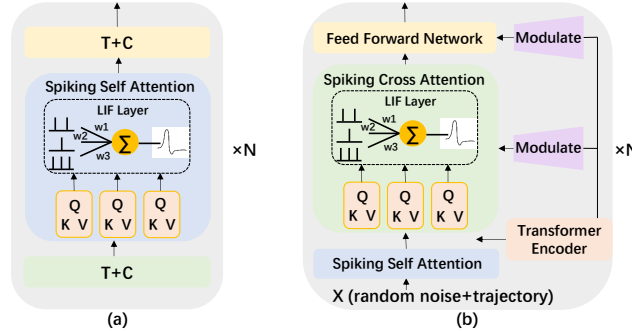 T+C
Spiking Self Attention
LIF Layer
w1
w2
w3
Σ
Q Q Q
K V K V K V
T+C
×N
(a)
Feed Forward Network
Modulate
Spiking Cross Attention
LIF Layer
w1
w2
w3
Σ
Modulate
×N
Q Q Q
K V K V K V
Transformer
Encoder
Spiking Self Attention
X (random noise+trajectory)
(b)